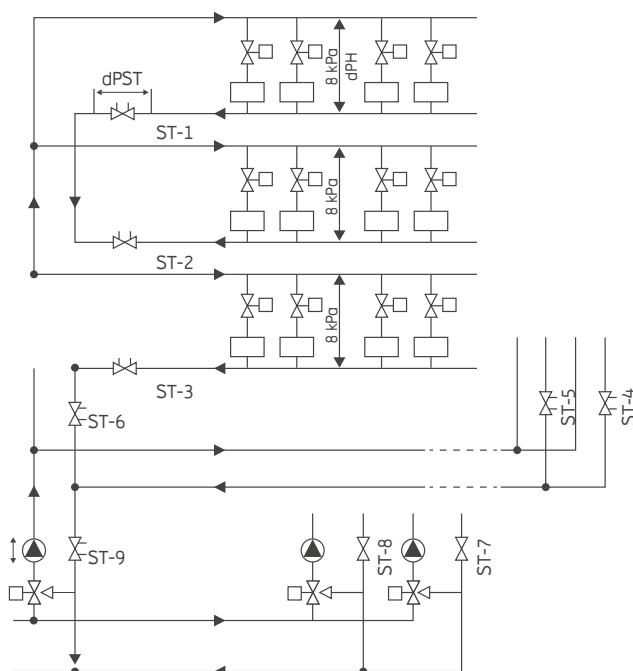 dPST
8 kPa
dPH
ST-1
8 kPa
ST-2
8 kPa
ST-3
ST-6
ST-5
ST-4
ST-9
ST-8
ST-7